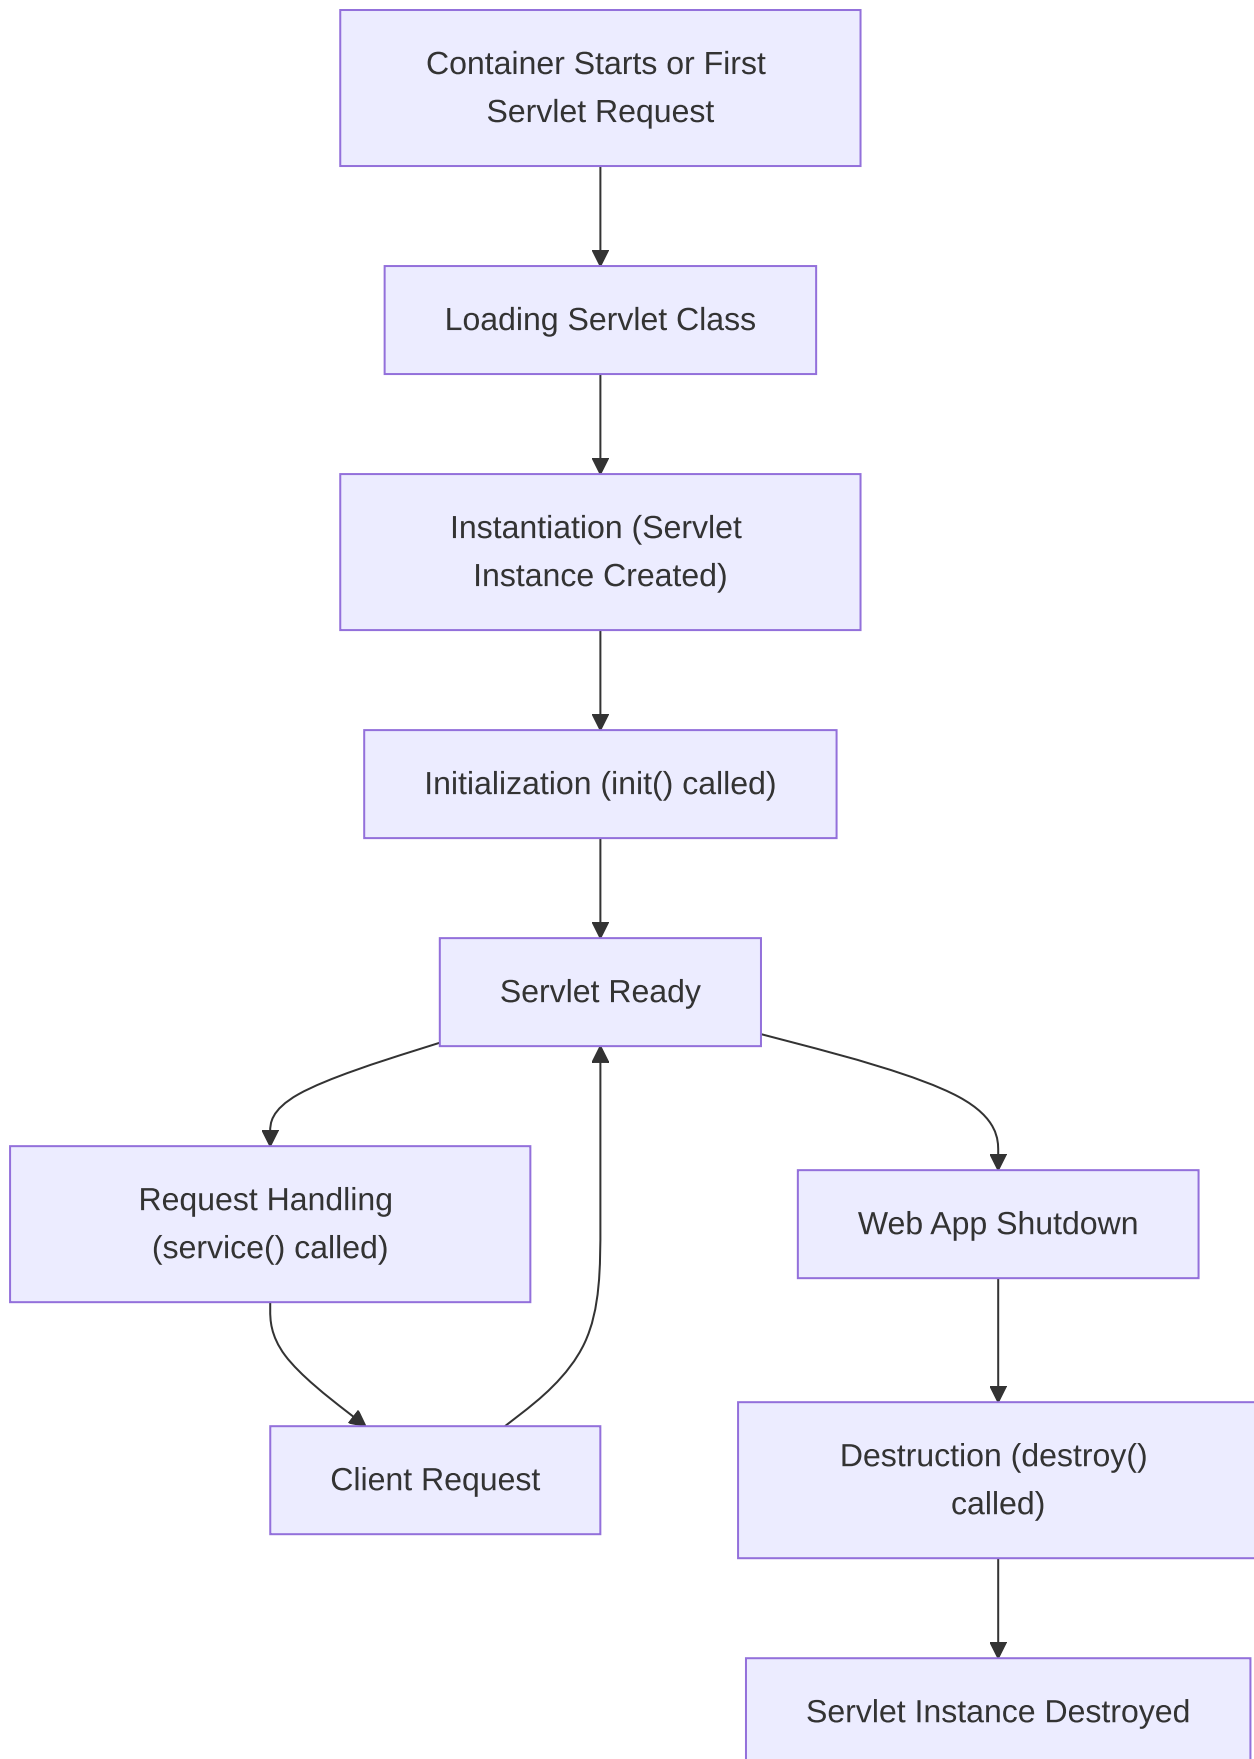 Container Starts or First
Servlet Request
Loading Servlet Class
Instantiation (Servlet
Instance Created)
Initialization (init() called)
Servlet Ready
Request Handling
(service() called)
Web App Shutdown
Client Request
Destruction (destroy()
called)
Servlet Instance Destroyed